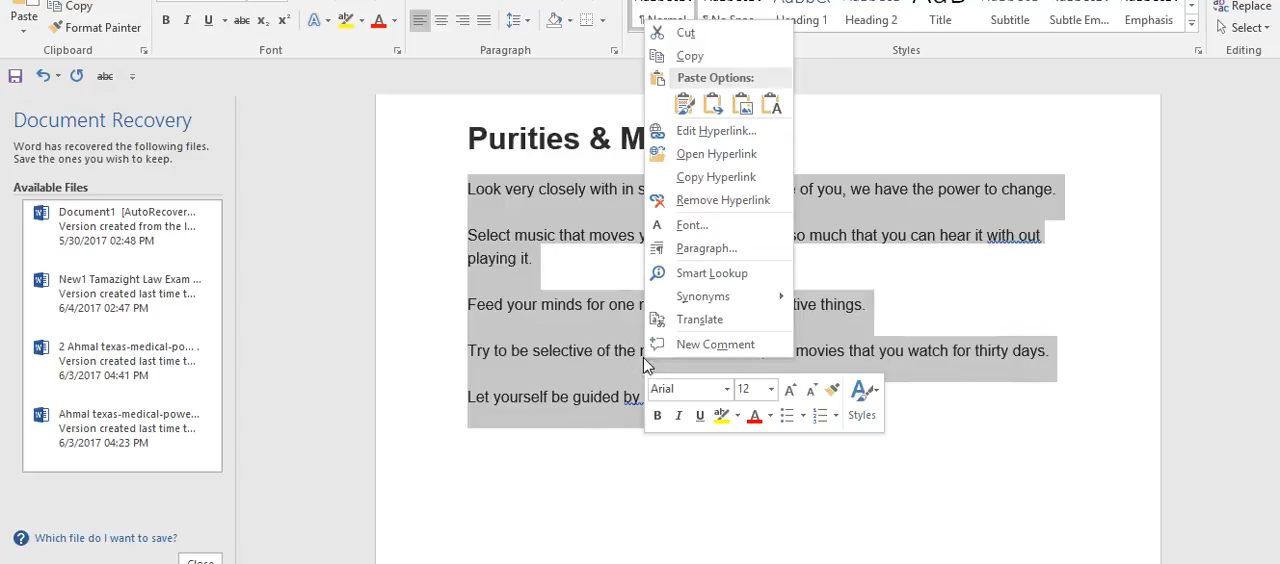 Paste
Copy
Format Painter
B I U abc x₂ x² A ab A
¶ Normal
Heading 1
Heading 2
Title
Subtitle
Subtle Em...
Emphasis
Replace
Select
Clipboard
Font
Paragraph
Styles
Editing
abc
Document Recovery
Word has recovered the following files.
Save the ones you wish to keep.
Available Files
Document1 [AutoRecover...
Version created from the l...
5/30/2017 02:48 PM
New1 Tamazight Law Exam ...
Version created last time t...
6/4/2017 02:47 PM
2 Ahmal texas-medical-po... .
Version created last time t...
6/3/2017 04:41 PM
Ahmal texas-medical-powe...
Version created last time t...
6/3/2017 04:23 PM
Which file do I want to save?
Close
Purities & M
Look very closely with in s
of you, we have the power to change.
Select music that moves y
so much that you can hear it with out
playing it.
Feed your minds for one
tive things.
Try to be selective of the
movies that you watch for thirty days.
Let yourself be guided by
Cut
Copy
Paste Options:
Edit Hyperlink...
Open Hyperlink
Copy Hyperlink
Remove Hyperlink
Font...
Paragraph...
Smart Lookup
Synonyms
Translate
New Comment
Arial 12
B I U ab A
Styles